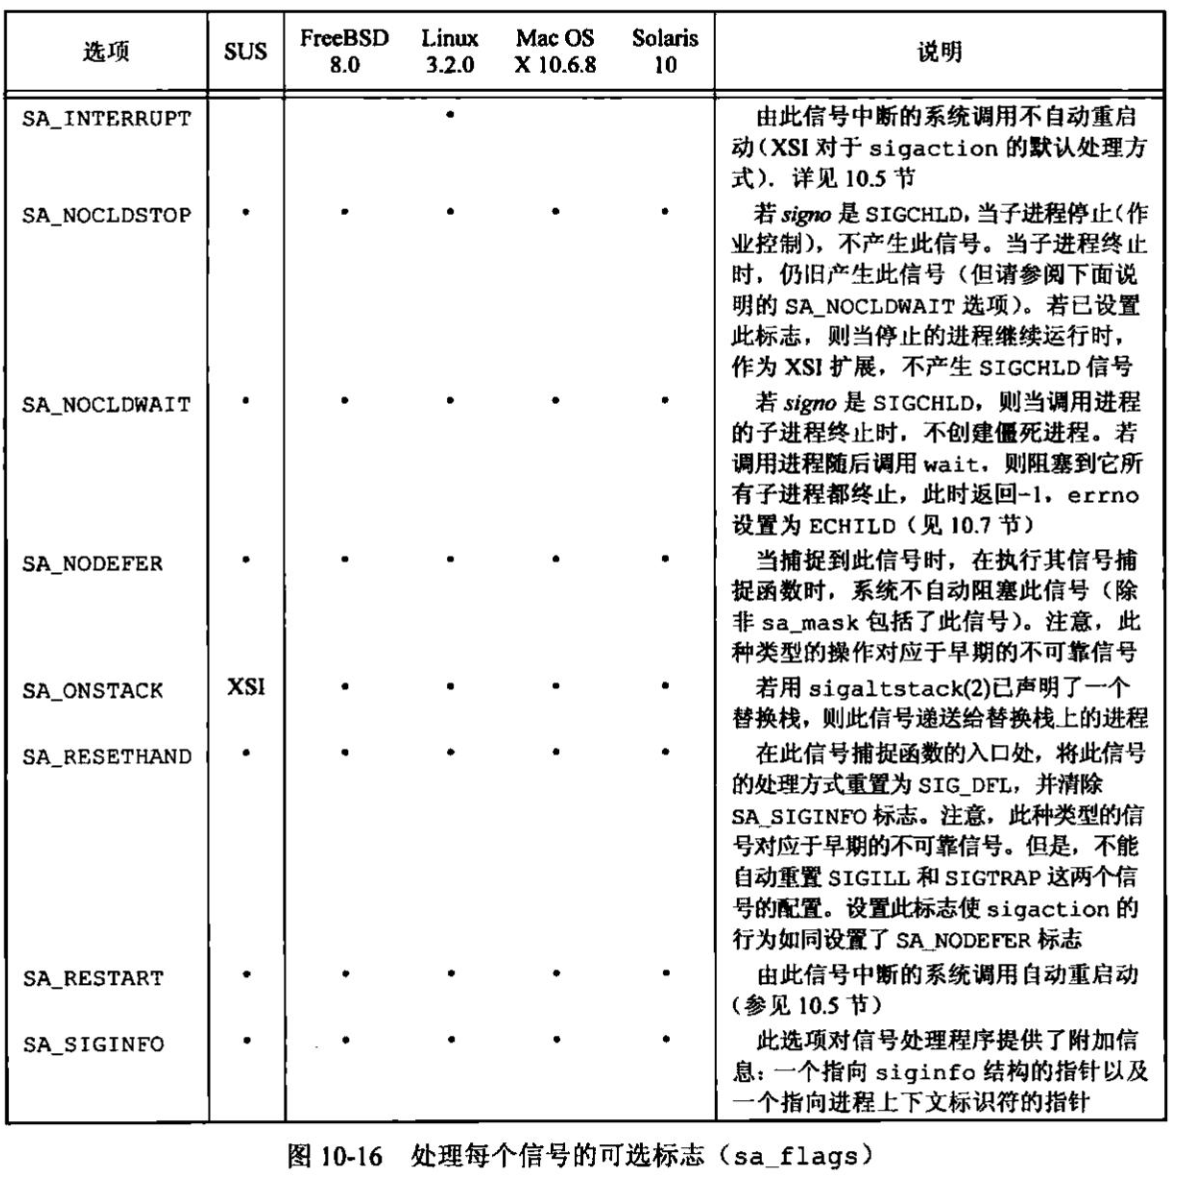 选项 SUS FreeBSD 8.0 Linux 3.2.0 Mac OS X 10.6.8 Solaris 10 说明
SA_INTERRUPT • 由此信号中断的系统调用不自动重启
动(XSI 对于 sigaction 的默认处理方
式). 详见 10.5 节
SA_NOCLDSTOP • • • • • 若 signo 是 SIGCHLD,当子进程停止(作
业控制),不产生此信号。当子进程终止
时,仍旧产生此信号(但请参阅下面说
明的 SA_NOCLDWAIT 选项)。若已设置
此标志,则当停止的进程继续运行时,
作为 XSI 扩展,不产生 SIGCHLD 信号
SA_NOCLDWAIT • • • • • 若 signo 是 SIGCHLD,则当调用进程
的子进程终止时,不创建僵死进程。若
调用进程随后调用 wait,则阻塞到它所
有子进程都终止,此时返回-1,errno
设置为 ECHILD(见 10.7 节)
SA_NODEFER • • • • • 当捕捉到此信号时,在执行其信号捕
捉函数时,系统不自动阻塞此信号(除
非 sa_mask 包括了此信号)。注意,此
种类型的操作对应于早期的不可靠信号
SA_ONSTACK XSI • • • • 若用 sigaltstack(2)已声明了一个
替换栈,则此信号递送给替换栈上的进程
SA_RESETHAND • • • • • 在此信号捕捉函数的入口处,将此信号
的处理方式重置为 SIG_DFL,并清除
SA_SIGINFO 标志。注意,此种类型的信
号对应于早期的不可靠信号。但是,不能
自动重置 SIGILL 和 SIGTRAP 这两个信
号的配置。设置此标志使 sigaction 的
行为如同设置了 SA_NODEFER 标志
SA_RESTART • • • • • 由此信号中断的系统调用自动重启动
(参见 10.5 节)
SA_SIGINFO • • • • • 此选项对信号处理程序提供了附加信
息:一个指向 siginfo 结构的指针以及
一个指向进程上下文标识符的指针
图 10-16 处理每个信号的可选标志(sa_flags)